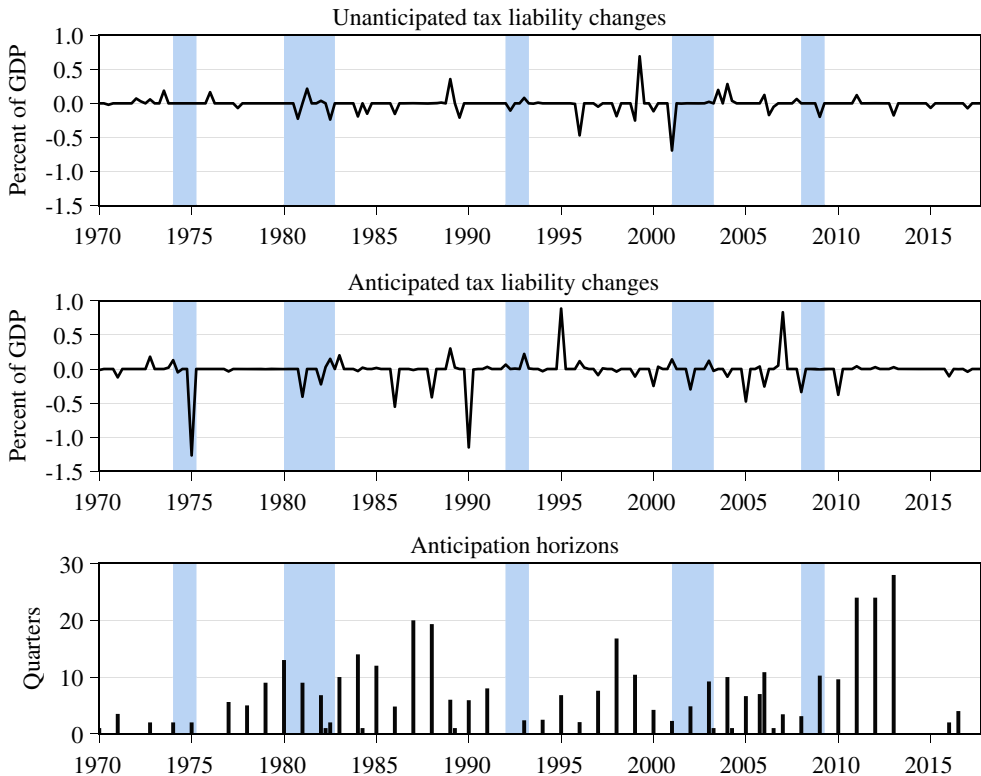 Unanticipated tax liability changes
Percent of GDP
1.0
0.5
0.0
-0.5
-1.0
-1.5
1970 1975 1980 1985 1990 1995 2000 2005 2010 2015
Anticipated tax liability changes
Percent of GDP
1.0
0.5
0.0
-0.5
-1.0
-1.5
1970 1975 1980 1985 1990 1995 2000 2005 2010 2015
Anticipation horizons
Quarters
30
20
10
0
1970 1975 1980 1985 1990 1995 2000 2005 2010 2015